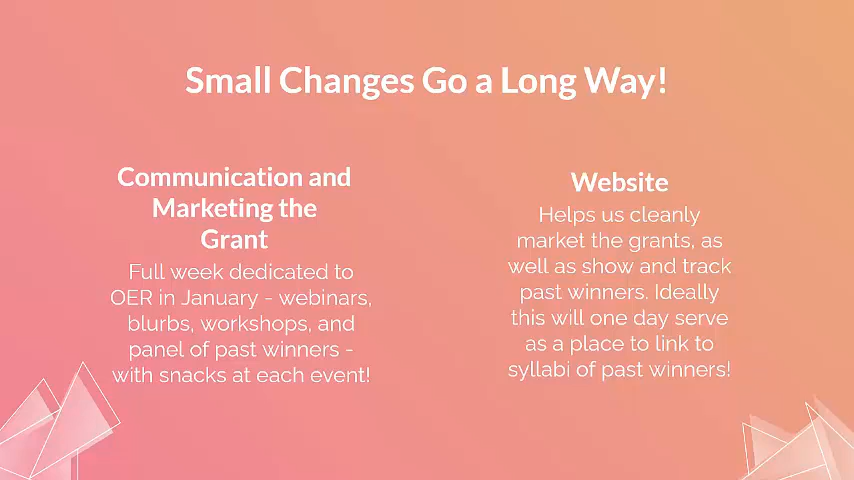 Small Changes Go a Long Way!
Communication and
Marketing the
Grant
Full week dedicated to
OER in January - webinars,
blurbs, workshops, and
panel of past winners -
with snacks at each event!
Website
Helps us cleanly
market the grants, as
well as show and track
past winners. Ideally
this will one day serve
as a place to link to
syllabi of past winners!